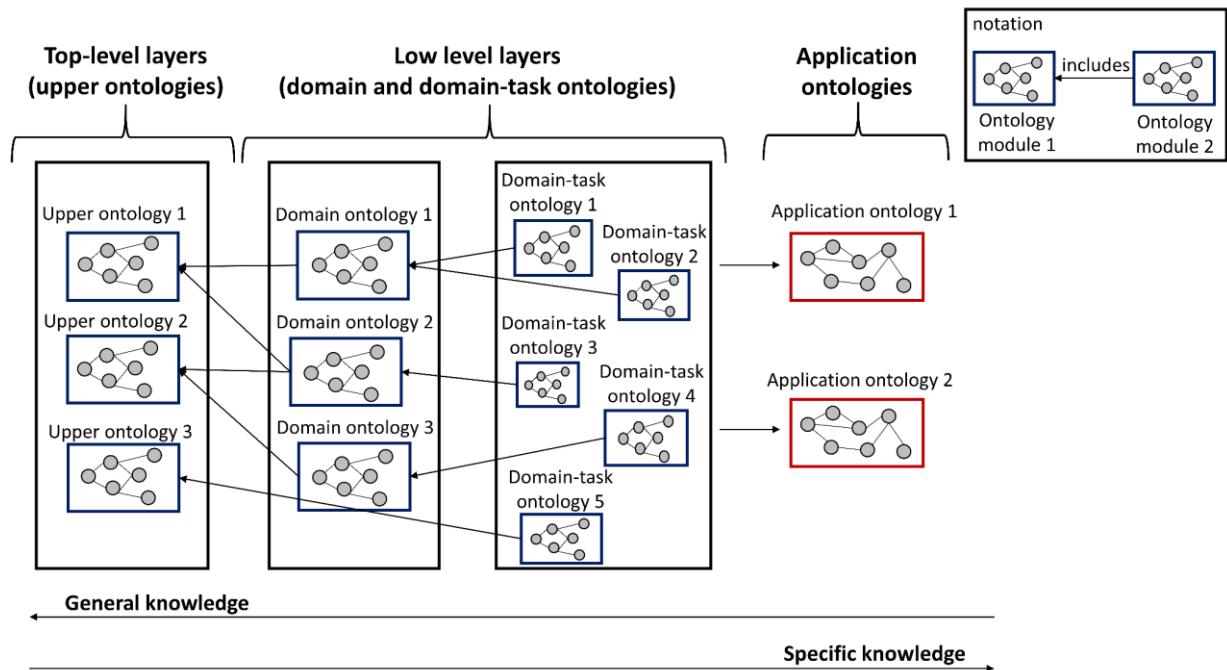 Top-level layers
(upper ontologies)
Low level layers
(domain and domain-task ontologies)
Application
ontologies
notation
includes
Ontology
module 1
Ontology
module 2
Upper ontology 1
Upper ontology 2
Upper ontology 3
Domain ontology 1
Domain ontology 2
Domain ontology 3
Domain-task
ontology 1
Domain-task
ontology 2
Domain-task
ontology 3
Domain-task
ontology 4
Domain-task
ontology 5
Application ontology 1
Application ontology 2
General knowledge
Specific knowledge